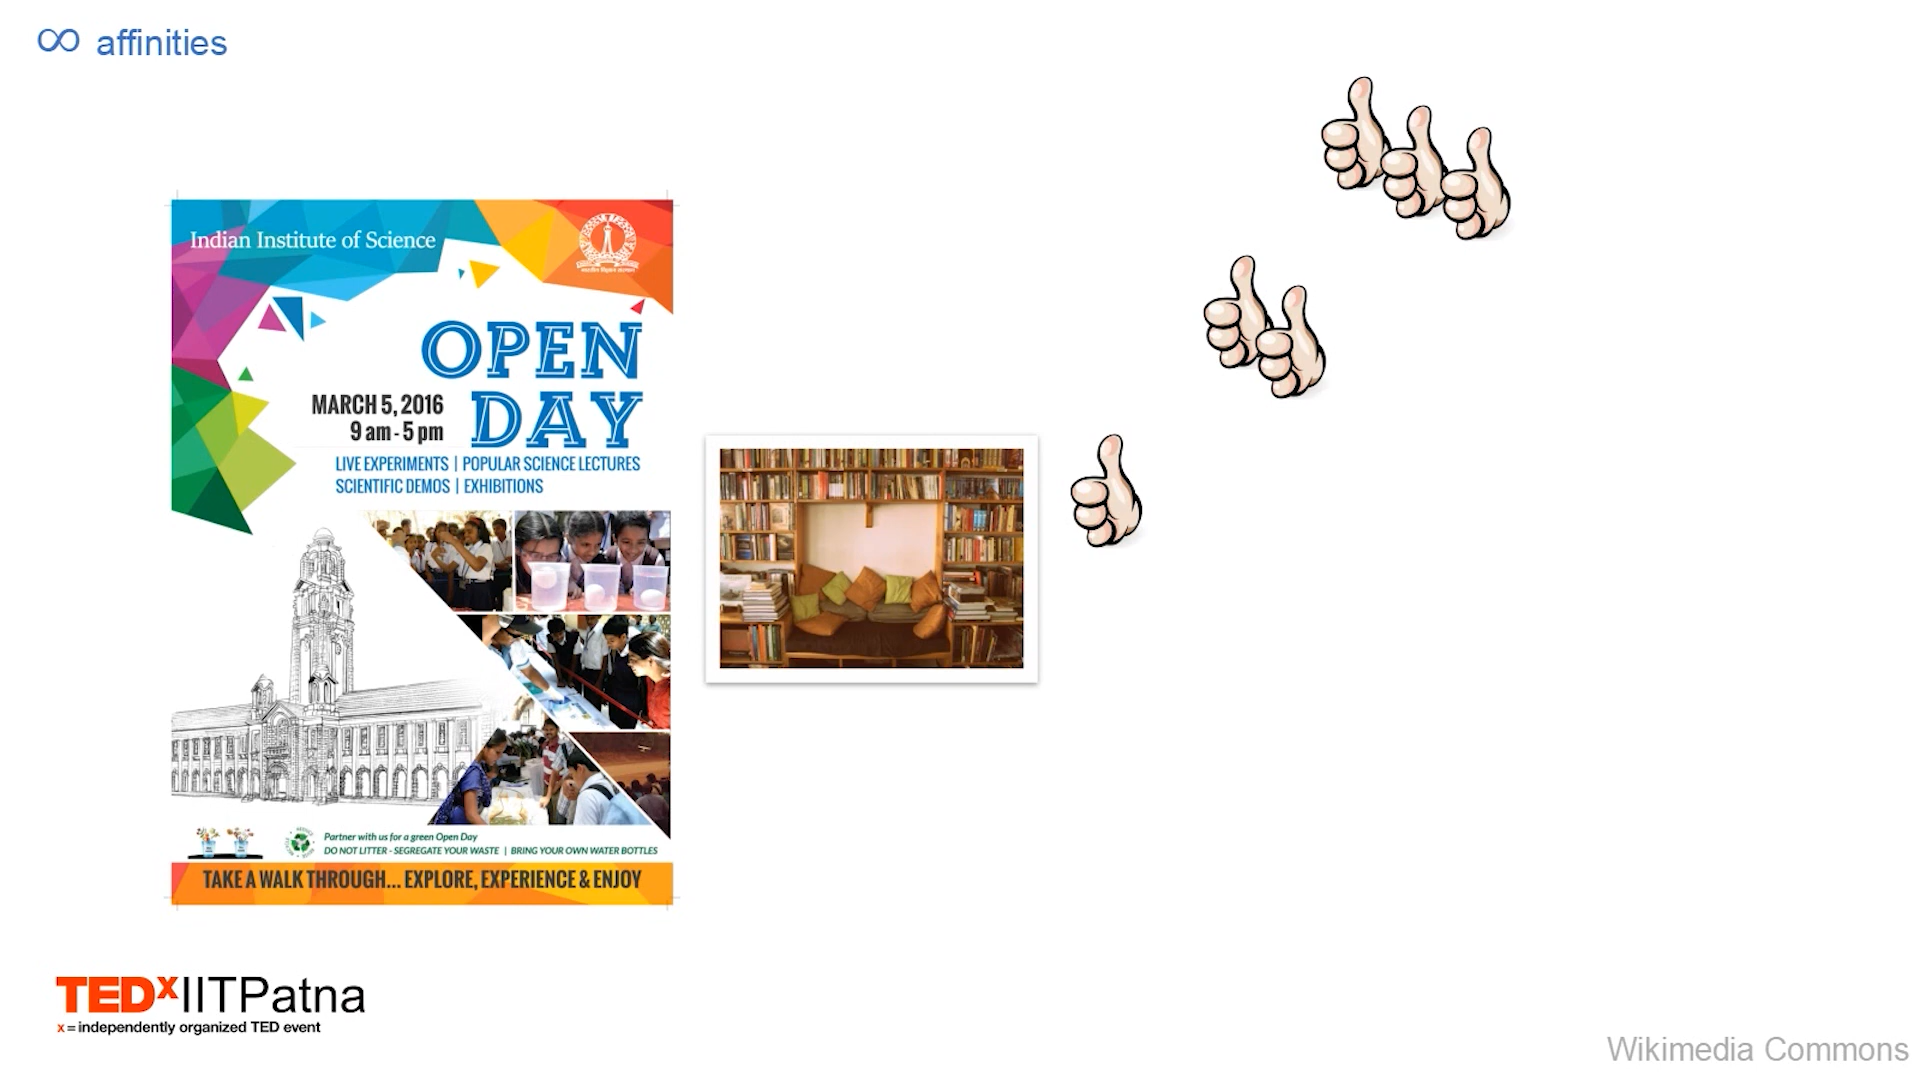 ∞ affinities
Indian Institute of Science
OPEN
DAY
MARCH 5, 2016
9 am - 5 pm
LIVE EXPERIMENTS | POPULAR SCIENCE LECTURES
SCIENTIFIC DEMOS | EXHIBITIONS
Partner with us for a green Open Day
DO NOT LITTER - SEGREGATE YOUR WASTE | BRING YOUR OWN WATER BOTTLES
TAKE A WALK THROUGH... EXPLORE, EXPERIENCE & ENJOY
TEDxIITPatna
x = independently organized TED event
Wikimedia Commons